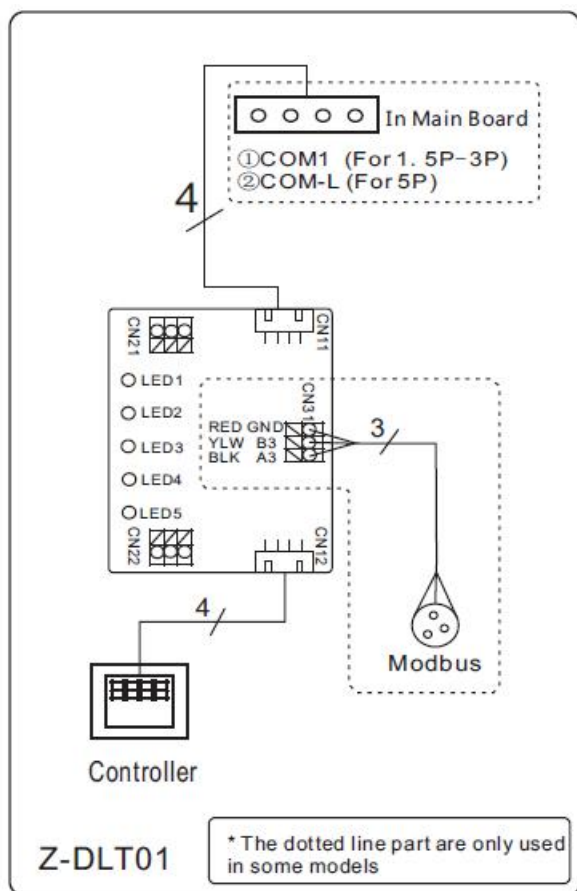 In Main Board
①COM1 (For 1. 5P-3P)
②COM-L (For 5P)
4
CN21
CN11
LED1
LED2
LED3
LED4
LED5
CN31
RED GND
YLW B3
BLK A3
3
CN22
CN12
4
Modbus
Controller
Z-DLT01
* The dotted line part are only used
in some models